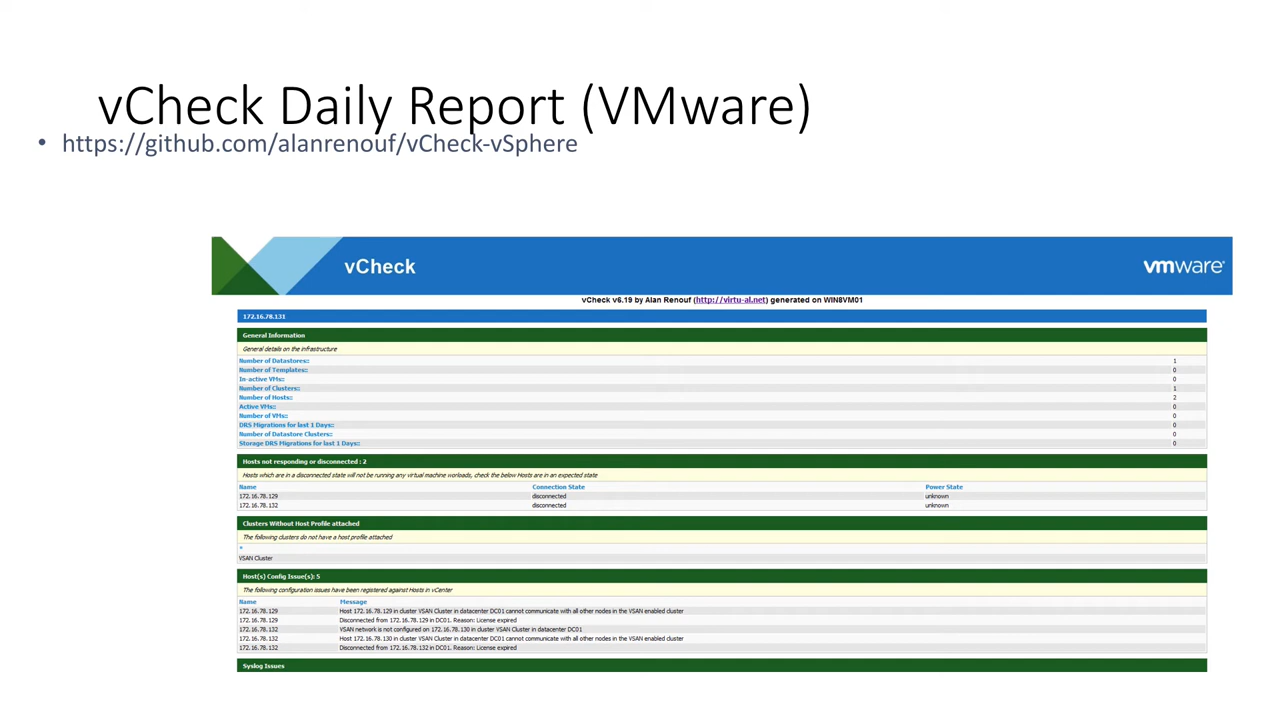 vCheck Daily Report (VMware)
• https://github.com/alanrenouf/vCheck-vSphere
vCheck
vmware
vCheck v6.19 by Alan Renouf (http://virtu-al.net) generated on WIN8VM01
172.16.78.131
General Information
General details on the infrastructure
Number of Datastores:: 1
Number of Templates:: 0
In-active VMs:: 0
Number of Clusters:: 1
Number of Hosts:: 2
Active VMs:: 0
Number of VMs:: 0
DRS Migrations for last 1 Days:: 0
Number of Datastore Clusters:: 0
Storage DRS Migrations for last 1 Days:: 0
Hosts not responding or disconnected : 2
Hosts which are in a disconnected state will not be running any virtual machine worloads, check the below Hosts are in an expected state
Name Connection State Power State
172.16.78.129 disconnected unknown
172.16.78.132 disconnected unknown
Clusters Without Host Profile attached
The following clusters do not have a host profile attached
*
VSAN Cluster
Host(s) Config Issue(s): 5
The following configuration issues have been registered against Hosts in vCenter
Name Message
172.16.78.129 Host 172.16.78.129 in cluster VSAN Cluster in datacenter DC01 cannot communicate with all other nodes in the VSAN enabled cluster
172.16.78.129 Disconnected from 172.16.78.129 in DC01. Reason: License expired
172.16.78.132 VSAN network is not configured on 172.16.78.130 in cluster VSAN Cluster in datacenter DC01
172.16.78.132 Host 172.16.78.130 in cluster VSAN Cluster in datacenter DC01 cannot communicate with all other nodes in the VSAN enabled cluster
172.16.78.132 Disconnected from 172.16.78.132 in DC01. Reason: License expired
Syslog Issues